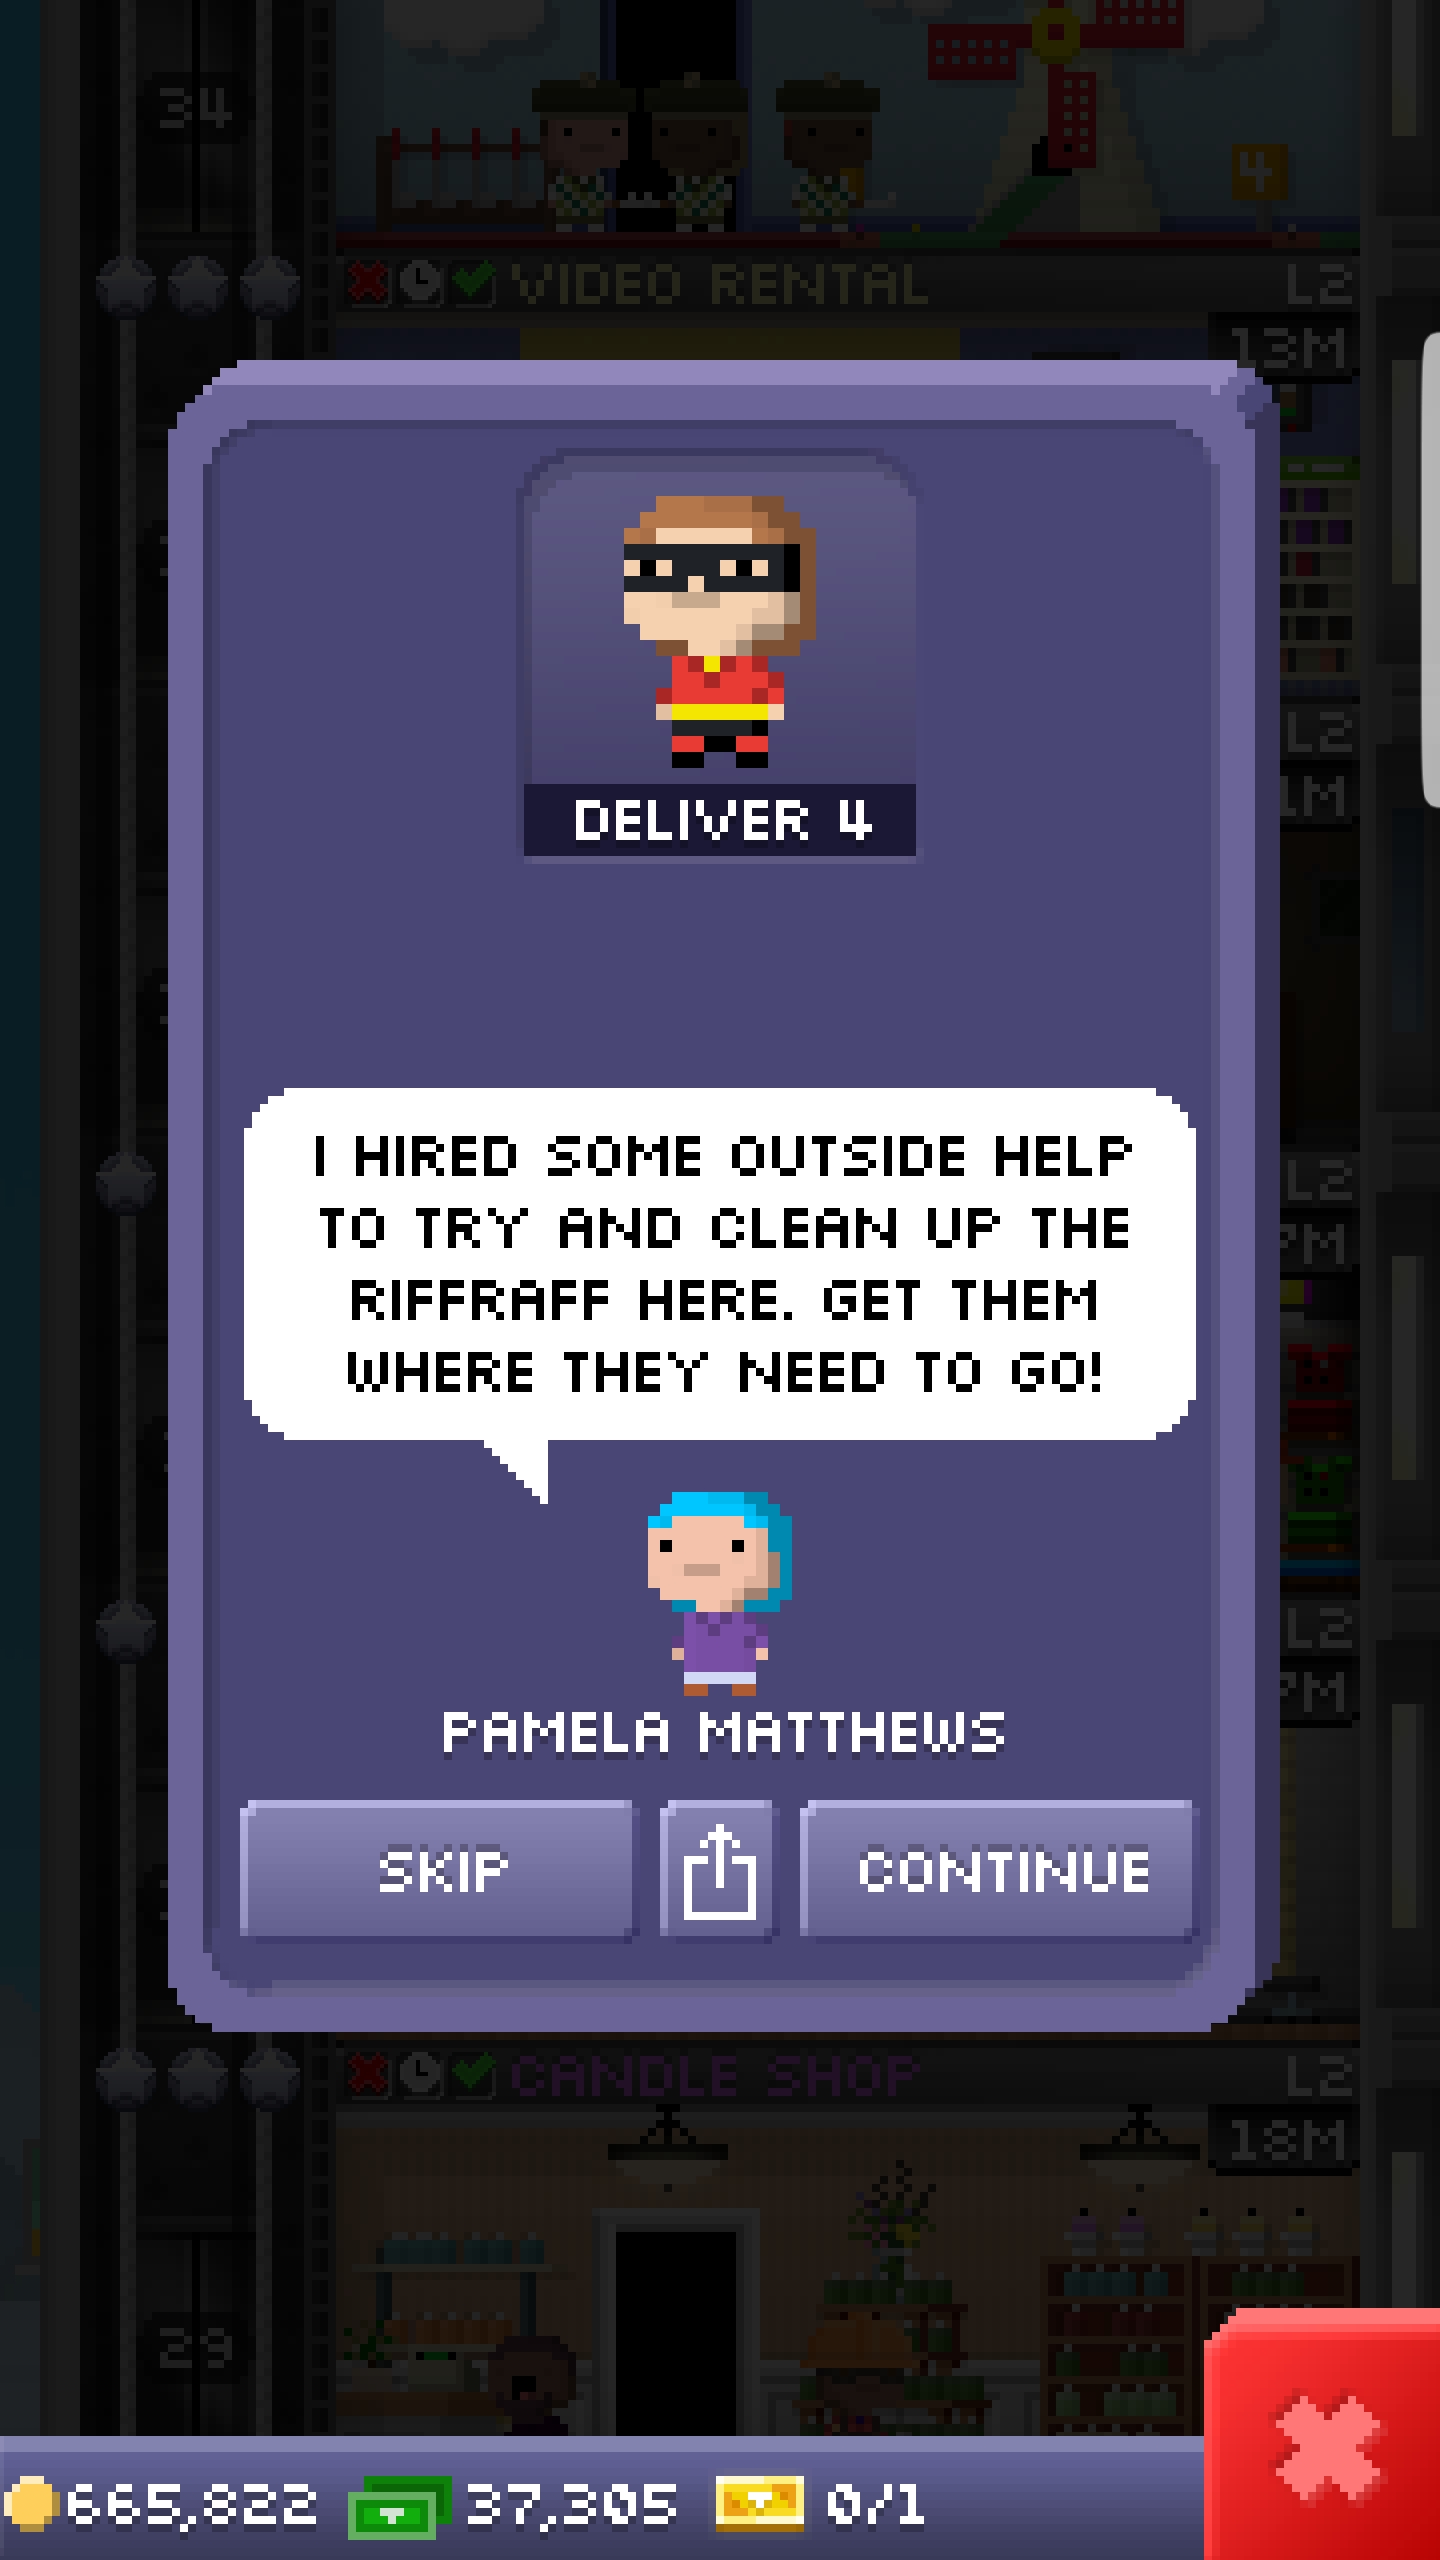 34
4
VIDEO RENTAL
L2
13M
DELIVER 4
L2
1M
I HIRED SOME OUTSIDE HELP
TO TRY AND CLEAN UP THE
RIFFRAFF HERE. GET THEM
WHERE THEY NEED TO GO!
L2
L2
PAMELA MATTHEWS
SKIP
CONTINUE
CANDLE SHOP
L2
18M
29
665,822
37,305
0/1